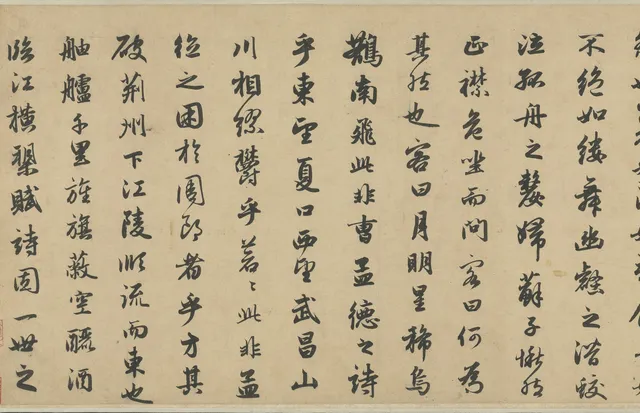 不絕如縷舞幽壑之潛蛟
泣孤舟之嫠婦蘇子愀然
正襟危坐而問客曰何為
其然也客曰月明星稀烏
鵲南飛此非曹孟德之詩
乎東望夏口西望武昌山
川相繆鬱乎蒼〻此非孟
德之困於周郎者乎方其
破荊州下江陵順流而東也
舳艫千里旌旗蔽空釃酒
臨江橫槊賦詩固一世之